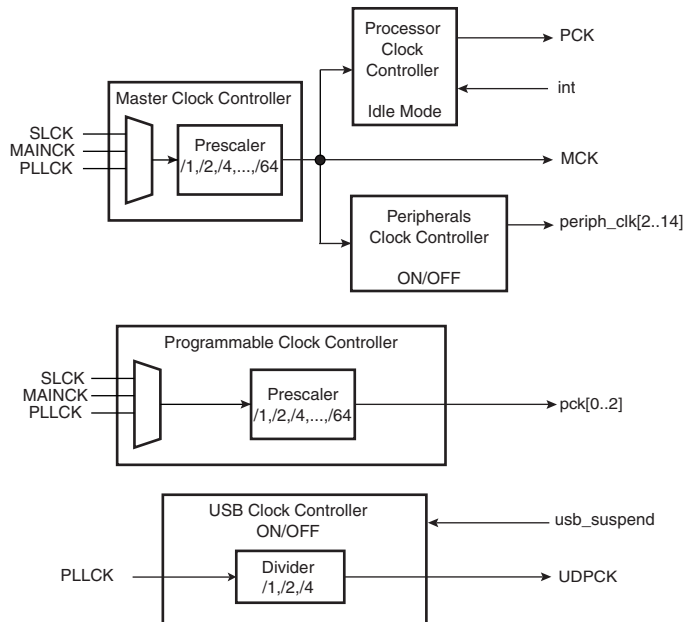 Processor
Clock
Controller
Idle Mode
PCK
int
Master Clock Controller
SLCK
MAINCK
PLLCK
Prescaler
/1,/2,/4,...,/64
MCK
Peripherals
Clock Controller
ON/OFF
periph_clk[2..14]
Programmable Clock Controller
SLCK
MAINCK
PLLCK
Prescaler
/1,/2,/4,...,/64
pck[0..2]
USB Clock Controller
ON/OFF
usb_suspend
PLLCK
Divider
/1,/2,/4
UDPCK